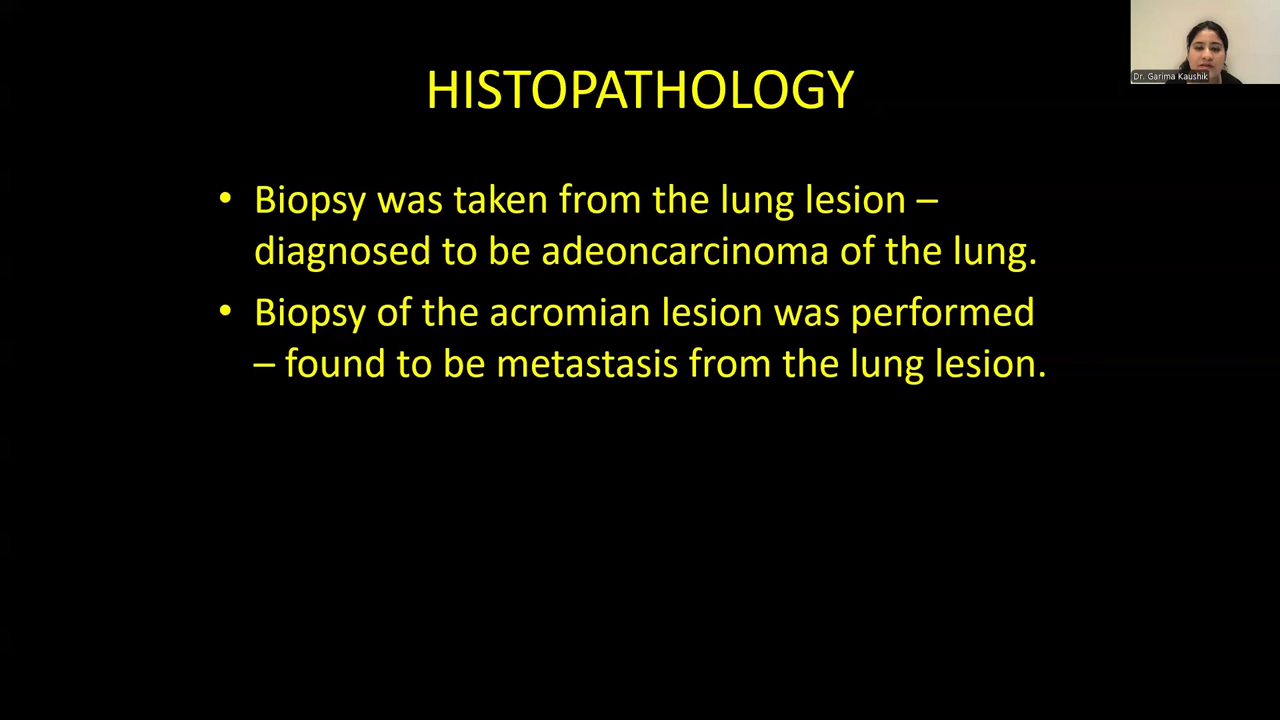 Dr. Garima Kaushik
HISTOPATHOLOGY
• Biopsy was taken from the lung lesion –
diagnosed to be adeoncarcinoma of the lung.
• Biopsy of the acromian lesion was performed
– found to be metastasis from the lung lesion.